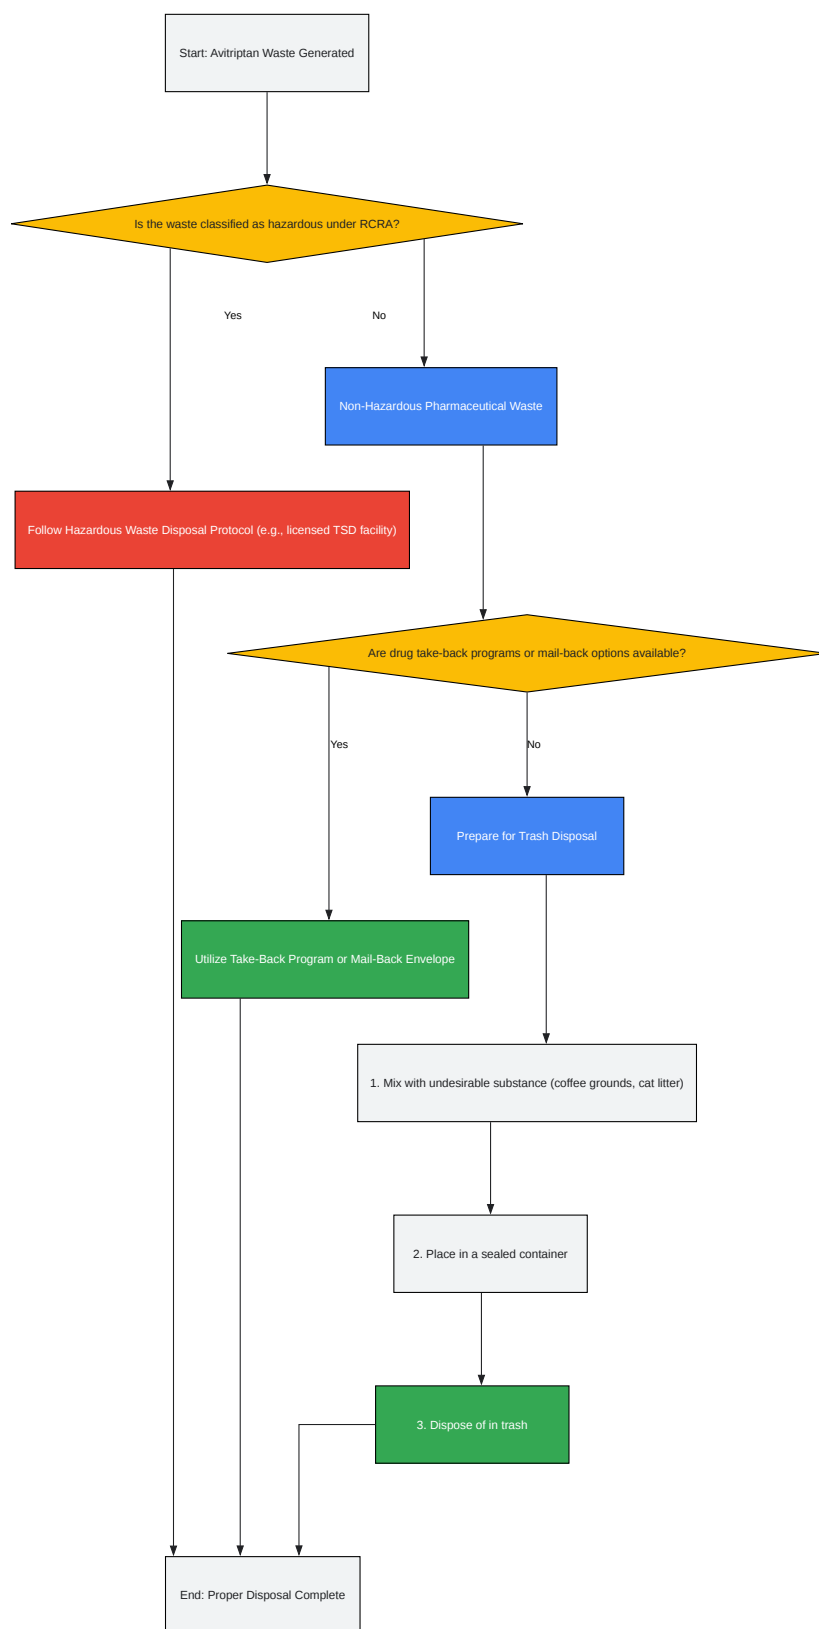 Start: Avitriptan Waste Generated
Is the waste classified as hazardous under RCRA?
Yes
No
Non-Hazardous Pharmaceutical Waste
Follow Hazardous Waste Disposal Protocol (e.g., licensed TSD facility)
Are drug take-back programs or mail-back options available?
Yes
No
Prepare for Trash Disposal
Utilize Take-Back Program or Mail-Back Envelope
1. Mix with undesirable substance (coffee grounds, cat litter)
2. Place in a sealed container
3. Dispose of in trash
End: Proper Disposal Complete